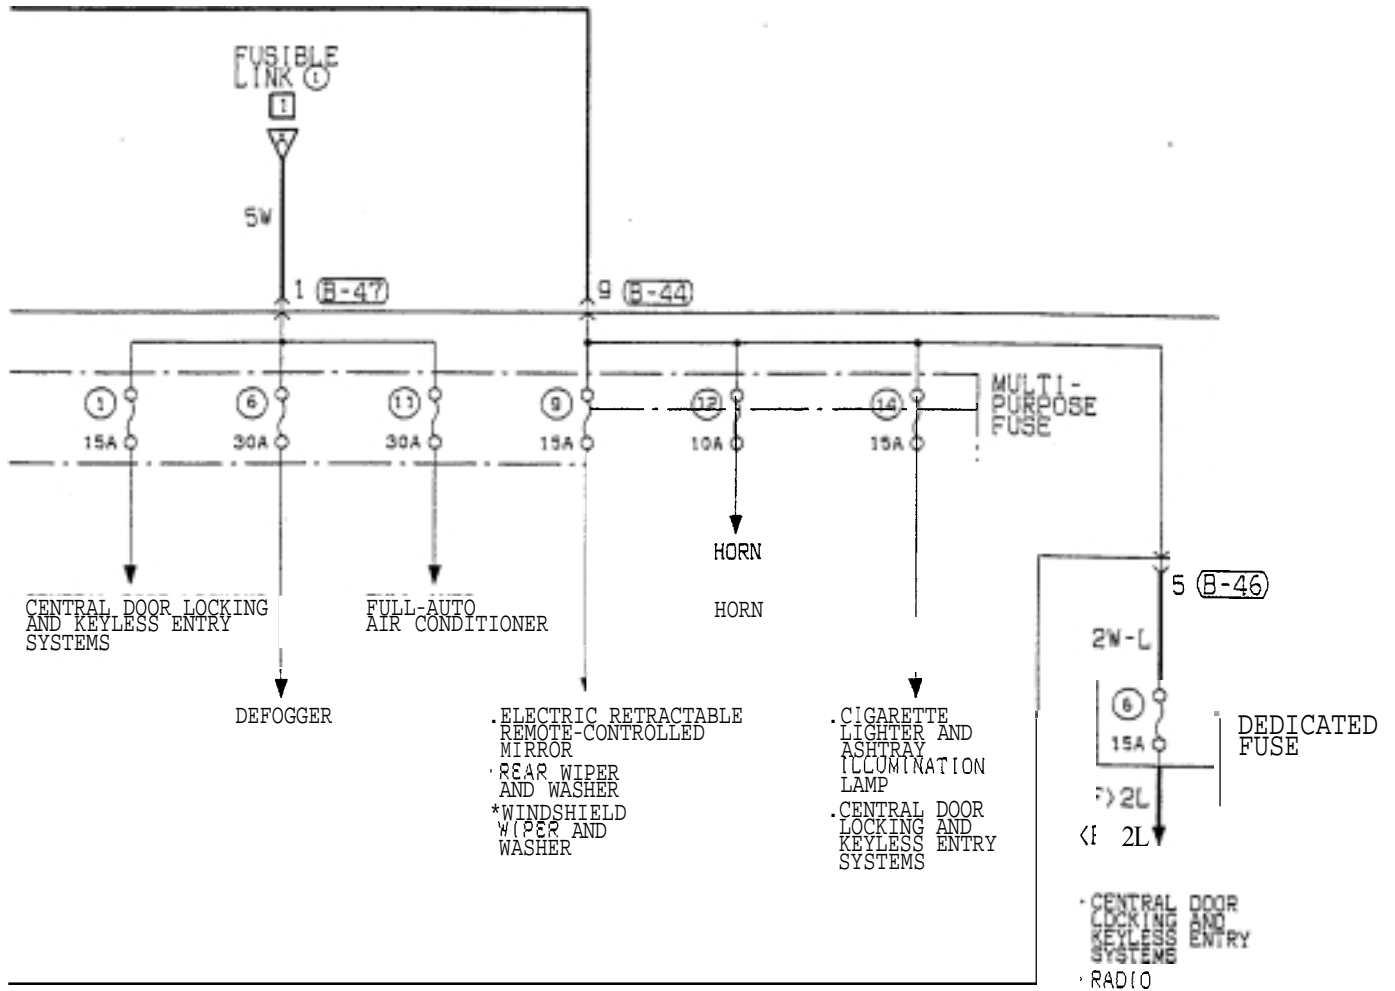 FUSIBLE
LINK ①
1
5W
1 B-47
9 B-44
① ⑥ ⑪ ⑨ ⑫ ⑭
15A 30A 30A 15A 10A 15A
MULTI-
PURPOSE
FUSE
HORN
HORN
CENTRAL DOOR LOCKING
AND KEYLESS ENTRY
SYSTEMS
FULL-AUTO
AIR CONDITIONER
DEFOGGER
.ELECTRIC RETRACTABLE
REMOTE-CONTROLLED
MIRROR
·REAR WIPER
AND WASHER
*WINDSHIELD
WIPER AND
WASHER
.CIGARETTE
LIGHTER AND
ASHTRAY
ILLUMINATION
LAMP
.CENTRAL DOOR
LOCKING AND
KEYLESS ENTRY
SYSTEMS
5 B-46
2W-L
⑥
15A
DEDICATED
FUSE
2L
2L
·CENTRAL DOOR
LOCKING AND
KEYLESS ENTRY
SYSTEMS
·RADIO